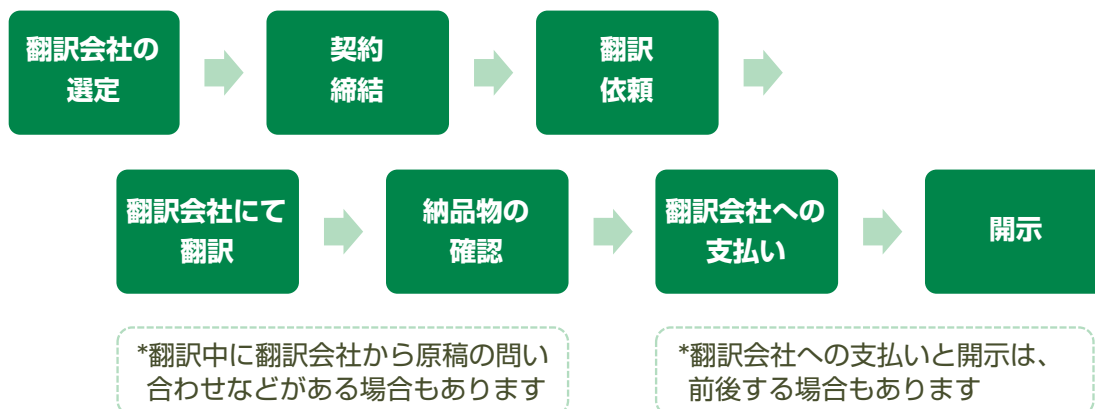 翻訳会社の
選定
契約
締結
翻訳
依頼
翻訳会社にて
翻訳
納品物の
確認
翻訳会社への
支払い
開示
*翻訳中に翻訳会社から原稿の問い
合わせなどがある場合もあります
*翻訳会社への支払いと開示は、
前後する場合もあります